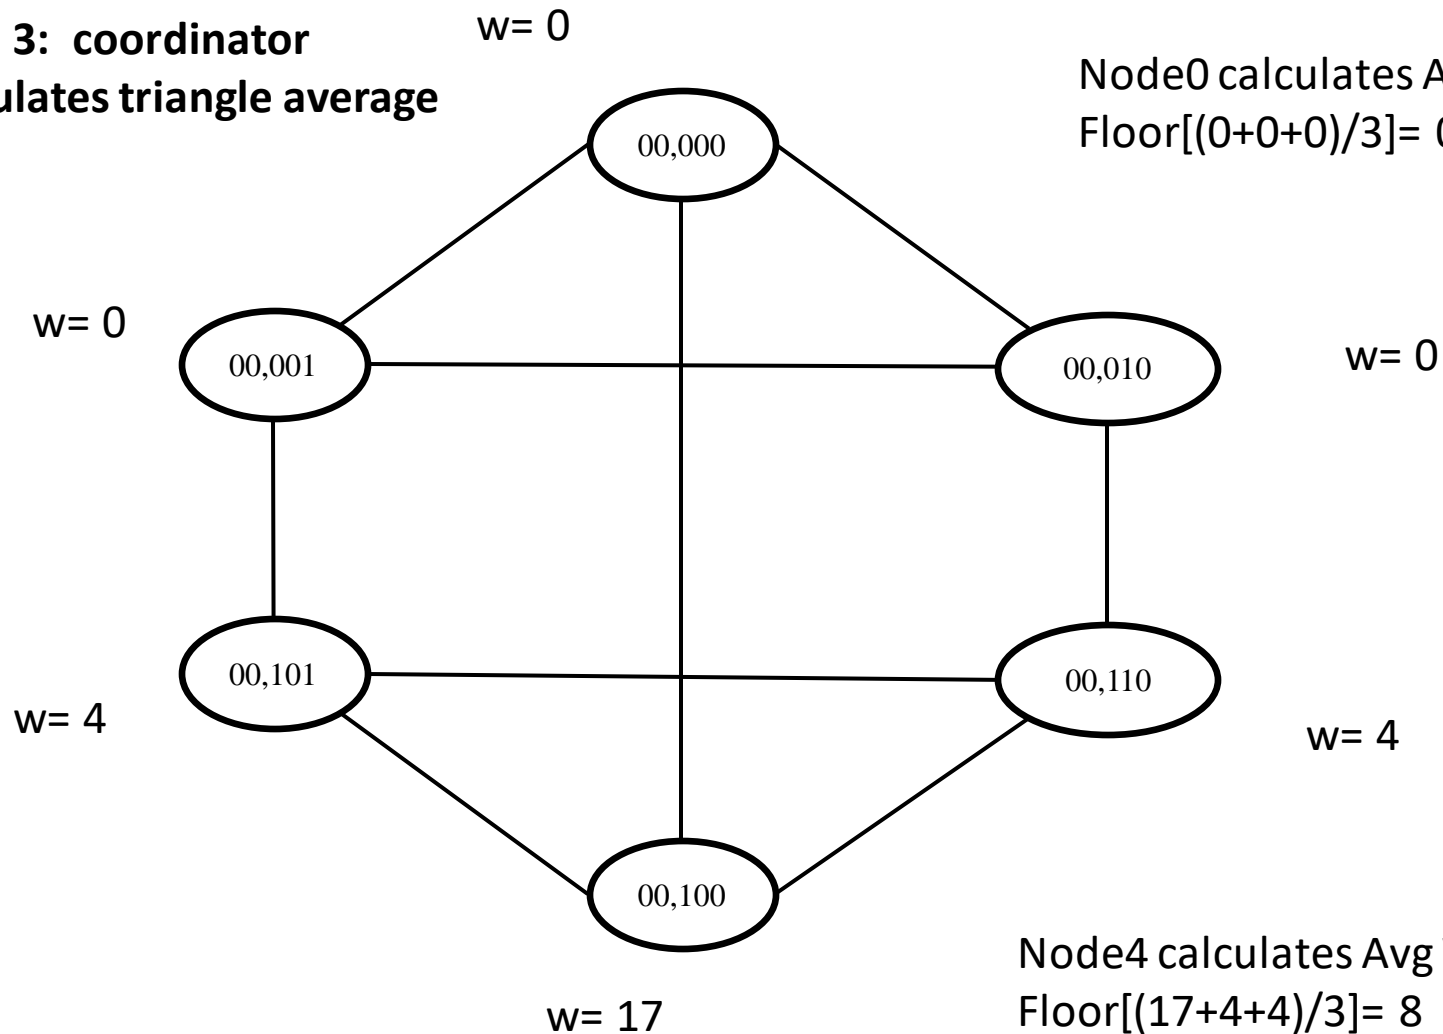 3: coordinator
w= 0
ulates triangle average
Node0 calculates A
Floor[(0+0+0)/3]= 0
00,000
w= 0
00,001
00,010
w= 0
00,101
00,110
w= 4
w= 4
00,100
Node4 calculates Avg
w= 17
Floor[(17+4+4)/3]= 8